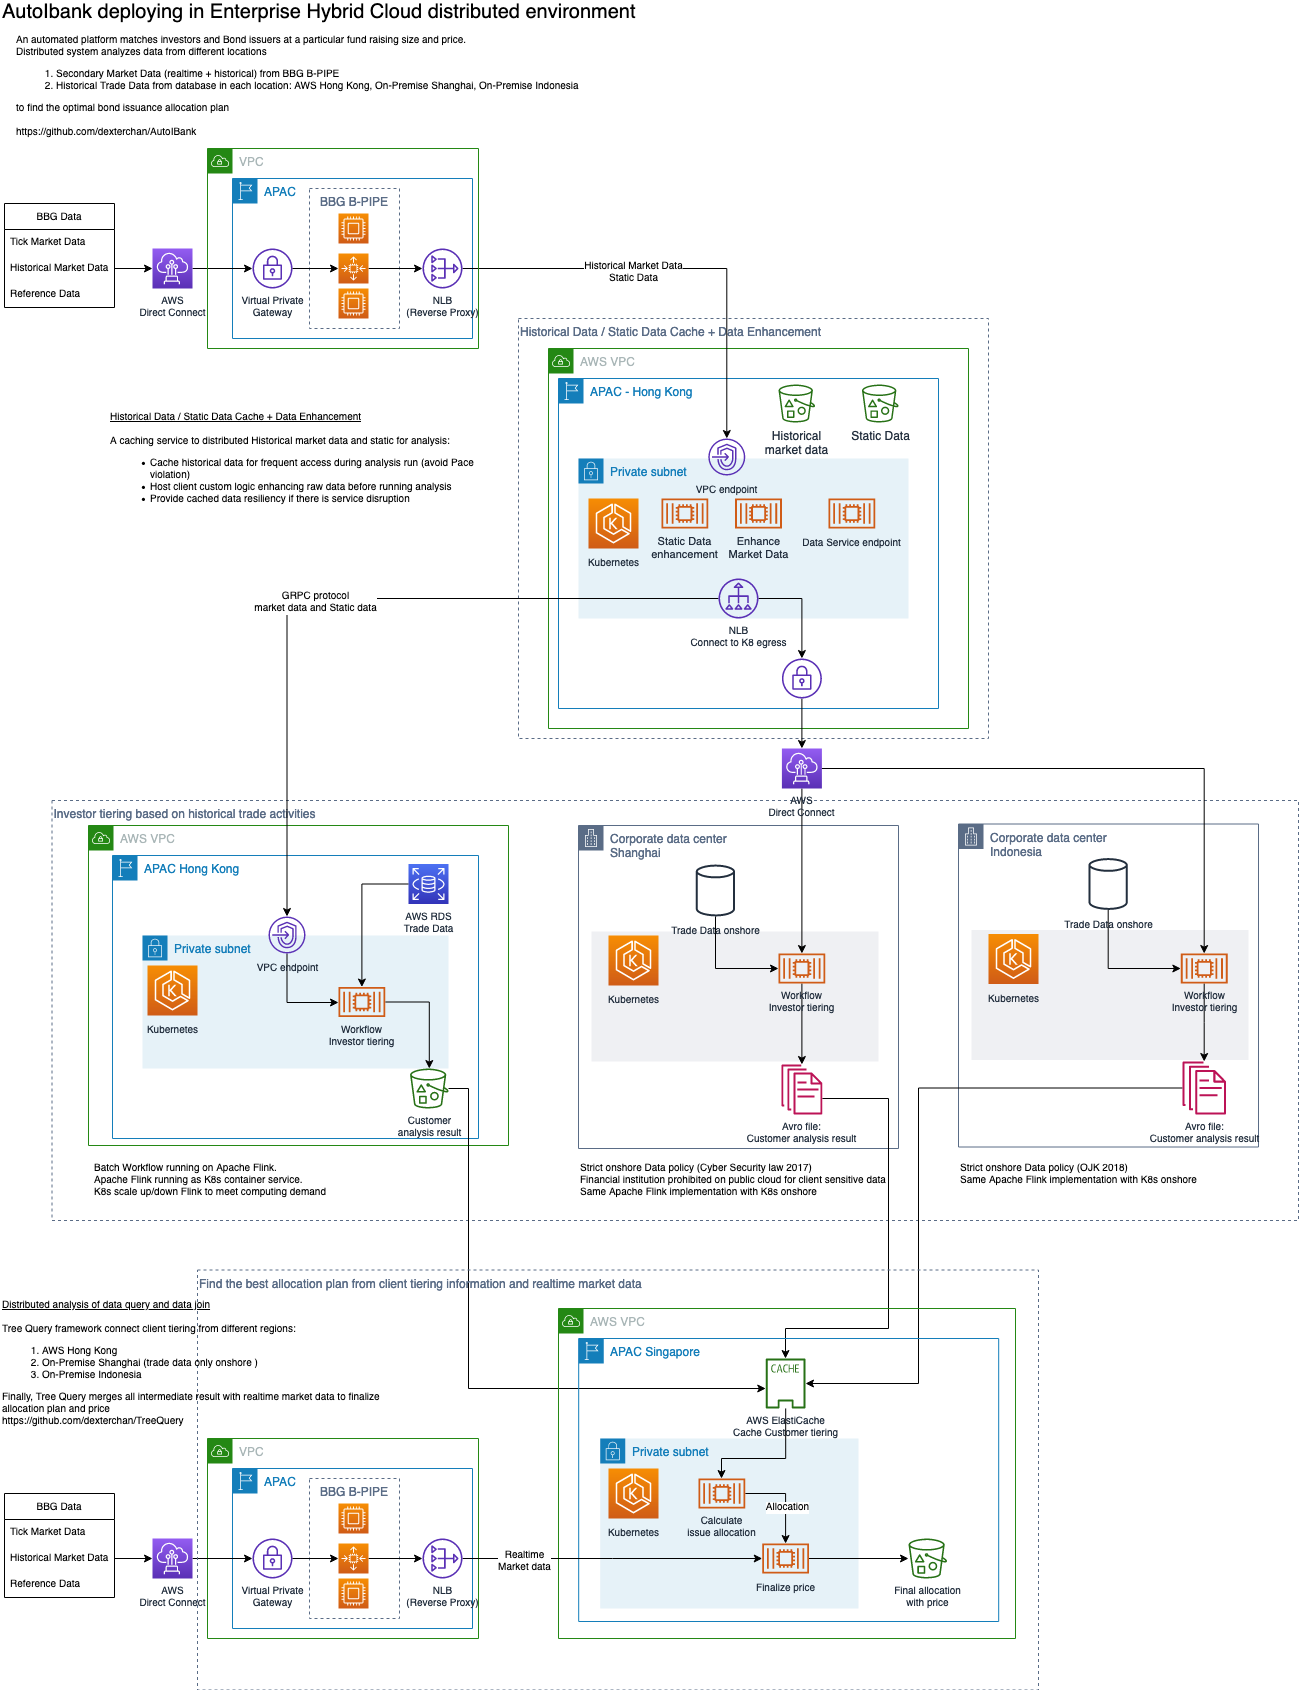 AutoIbank deploying in Enterprise Hybrid Cloud distributed environment
An automated platform matches investors and Bond issuers at a particular fund raising size and price.
Distributed system analyzes data from different locations
1. Secondary Market Data (realtime + historical) from BBG B-PIPE
2. Historical Trade Data from database in each location: AWS Hong Kong, On-Premise Shanghai, On-Premise Indonesia
to find the optimal bond issuance allocation plan
https://github.com/dexterchan/AutoIBank
VPC
APAC
BBG B-PIPE
BBG Data
Tick Market Data
Historical Market Data
Reference Data
AWS
Direct Connect
Virtual Private
Gateway
NLB
(Reverse Proxy)
Historical Market Data
Static Data
Historical Data / Static Data Cache + Data Enhancement
AWS VPC
APAC - Hong Kong
Historical
market data
Static Data
Private subnet
VPC endpoint
Kubernetes
Static Data
enhancement
Enhance
Market Data
Data Service endpoint
NLB
Connect to K8 egress
Historical Data / Static Data Cache + Data Enhancement
A caching service to distributed Historical market data and static for analysis:
• Cache historical data for frequent access during analysis run (avoid Pace
violation)
• Host client custom logic enhancing raw data before running analysis
• Provide cached data resiliency if there is service disruption
GRPC protocol
market data and Static data
AWS
Direct Connect
Investor tiering based on historical trade activities
AWS VPC
APAC Hong Kong
AWS RDS
Trade Data
Private subnet
VPC endpoint
Kubernetes
Workflow
Investor tiering
Customer
analysis result
Batch Workflow running on Apache Flink.
Apache Flink running as K8s container service.
K8s scale up/down Flink to meet computing demand
Corporate data center
Shanghai
Trade Data onshore
Kubernetes
Workflow
Investor tiering
Avro file:
Customer analysis result
Strict onshore Data policy (Cyber Security law 2017)
Financial institution prohibited on public cloud for client sensitive data
Same Apache Flink implementation with K8s onshore
Corporate data center
Indonesia
Trade Data onshore
Kubernetes
Workflow
Investor tiering
Avro file:
Customer analysis result
Strict onshore Data policy (OJK 2018)
Same Apache Flink implementation with K8s onshore
Find the best allocation plan from client tiering information and realtime market data
Distributed analysis of data query and data join
Tree Query framework connect client tiering from different regions:
1. AWS Hong Kong
2. On-Premise Shanghai (trade data only onshore )
3. On-Premise Indonesia
Finally, Tree Query merges all intermediate result with realtime market data to finalize
allocation plan and price
https://github.com/dexterchan/TreeQuery
AWS VPC
APAC Singapore
CACHE
AWS ElastiCache
Cache Customer tiering
Private subnet
Kubernetes
Calculate
issue allocation
Allocation
Finalize price
Final allocation
with price
VPC
APAC
BBG B-PIPE
BBG Data
Tick Market Data
Historical Market Data
Reference Data
AWS
Direct Connect
Virtual Private
Gateway
NLB
(Reverse Proxy)
Realtime
Market data